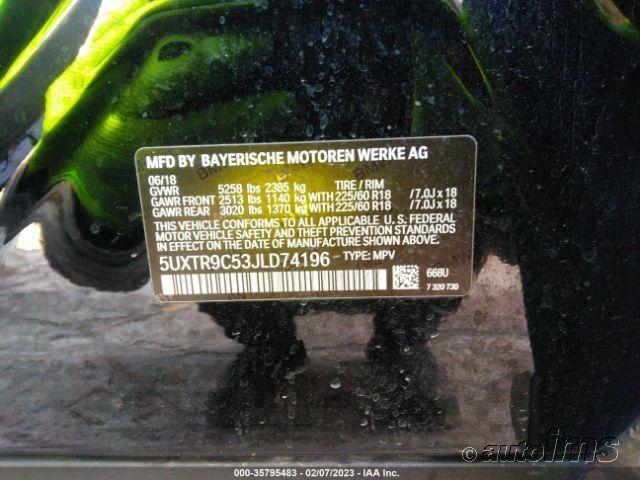 MFD BY BAYERISCHE MOTOREN WERKE AG
06/18
GVWR 5258 lbs 2385 kg TIRE / RIM
GAWR FRONT 2513 lbs 1140 kg WITH 225/60 R18 /7.0J x 18
GAWR REAR 3020 lbs 1370 kg WITH 225/60 R18 /7.0J x 18
THIS VEHICLE CONFORMS TO ALL APPLICABLE U. S. FEDERAL
MOTOR VEHICLE SAFETY AND THEFT PREVENTION STANDARDS
IN EFFECT ON THE DATE OF MANUFACTURE SHOWN ABOVE.
5UXTR9C53JLD74196 - TYPE: MPV
668U
7 320 730
© autoims
© -- 35795483 -- 02/07/2023 -- IAA Inc.